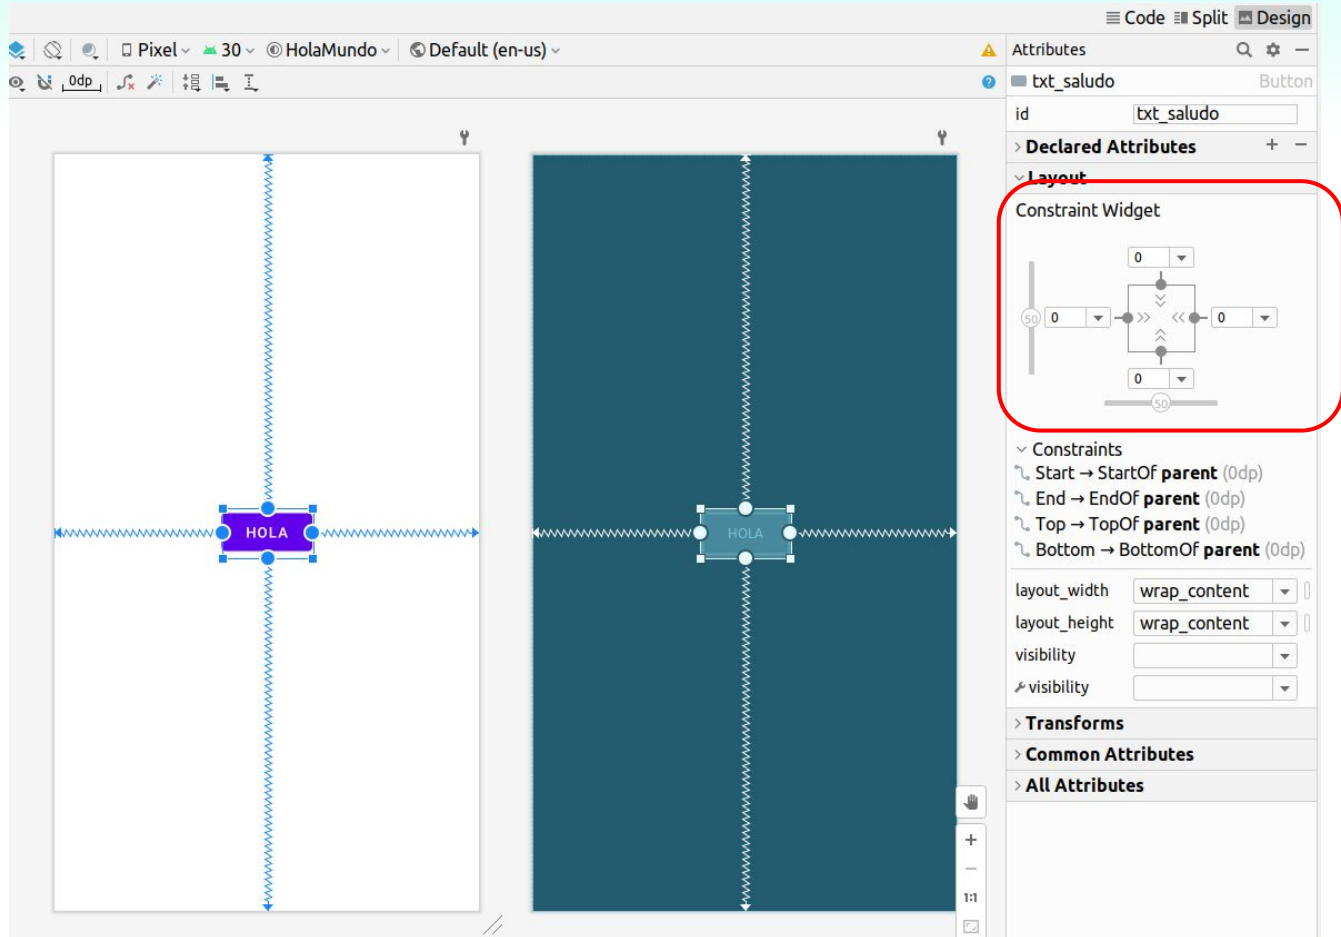 Code Split Design
Pixel 30 HolaMundo Default (en-us)
Attributes
0dp
txt_saludo Button
id txt_saludo
Declared Attributes
Layout
Constraint Widget
0
50 0 0
0
50
Constraints
Start → StartOf parent (0dp)
End → EndOf parent (0dp)
Top → TopOf parent (0dp)
Bottom → BottomOf parent (0dp)
HOLA
HOLA
layout_width wrap_content
layout_height wrap_content
visibility
visibility
Transforms
Common Attributes
All Attributes
1:1